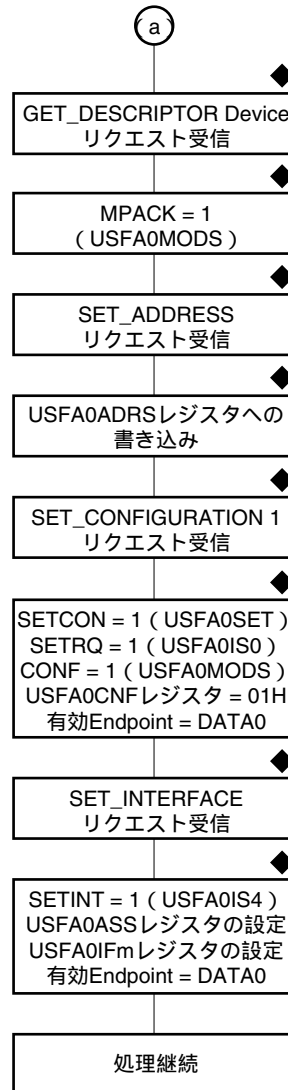 a
GET_DESCRIPTOR Device
リクエスト受信
MPACK = 1
( USFA0MODS )
SET_ADDRESS
リクエスト受信
USFA0ADRSレジスタへの
書き込み
SET_CONFIGURATION 1
リクエスト受信
SETCON = 1 ( USFA0SET )
SETRQ = 1 ( USFA0IS0 )
CONF = 1 ( USFA0MODS )
USFA0CNFレジスタ = 01H
有効Endpoint = DATA0
SET_INTERFACE
リクエスト受信
SETINT = 1 ( USFA0IS4 )
USFA0ASSレジスタの設定
USFA0IFmレジスタの設定
有効Endpoint = DATA0
処理継続